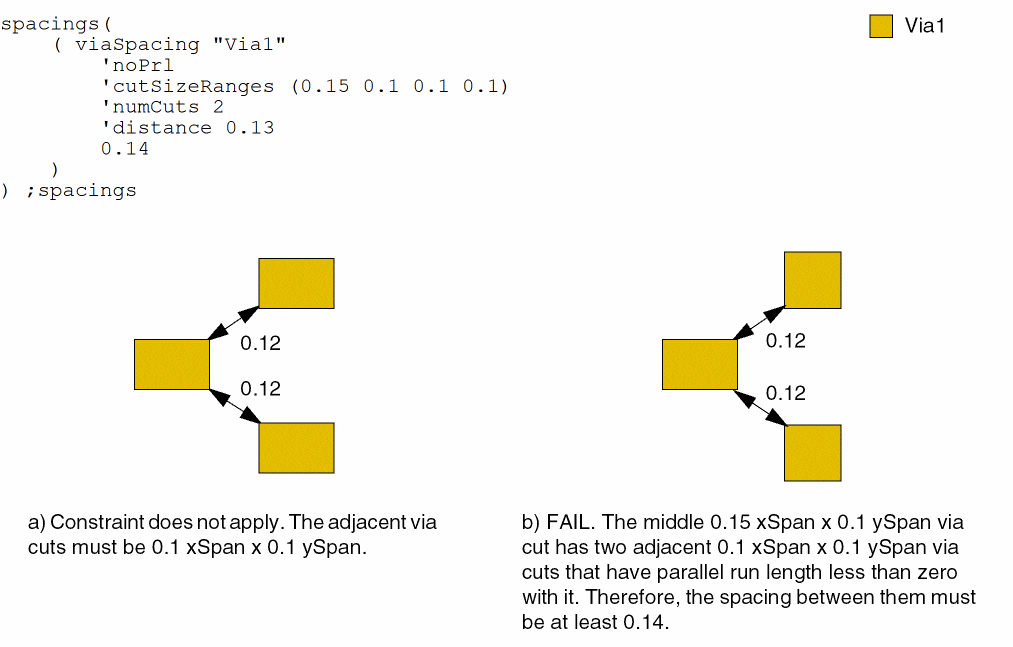 spacings(
( viaSpacing "Via1"
'noPrl
'cutSizeRanges (0.15 0.1 0.1 0.1)
'numCuts 2
'distance 0.13
0.14
)
) ;spacings
Via1
0.12
0.12
a) Constraint does not apply. The adjacent via
cuts must be 0.1 xSpan x 0.1 ySpan.
0.12
0.12
b) FAIL. The middle 0.15 xSpan x 0.1 ySpan via
cut has two adjacent 0.1 xSpan x 0.1 ySpan via
cuts that have parallel run length less than zero
with it. Therefore, the spacing between them must
be at least 0.14.